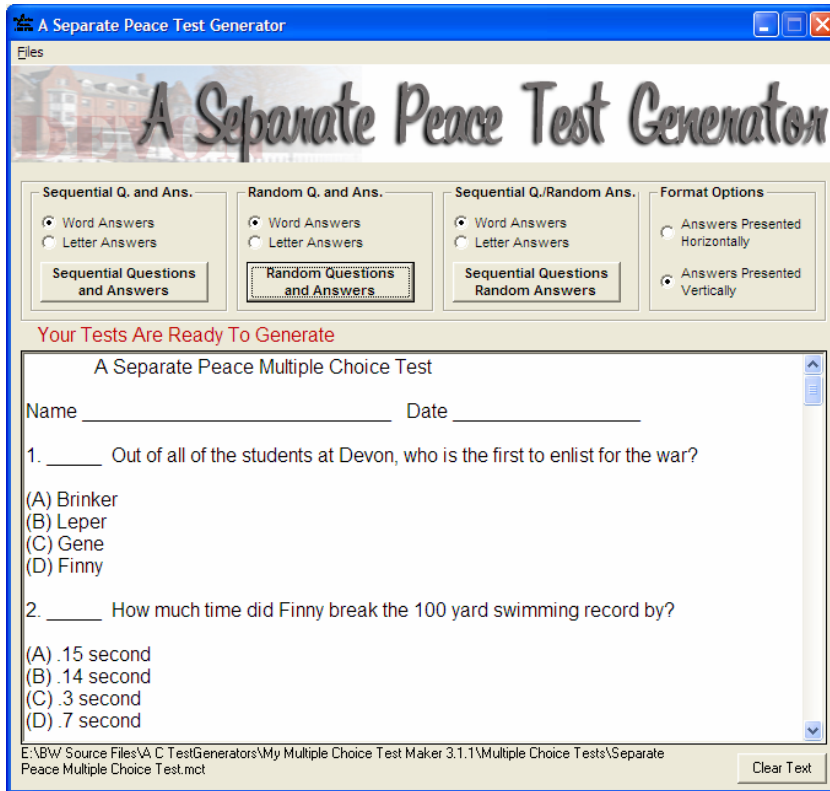 A Separate Peace Test Generator
Files
A Separate Peace Test Generator
Sequential Q. and Ans.
Word Answers
Letter Answers
Sequential Questions
and Answers
Random Q. and Ans.
Word Answers
Letter Answers
Random Questions
and Answers
Sequential Q./Random Ans.
Word Answers
Letter Answers
Sequential Questions
Random Answers
Format Options
Answers Presented
Horizontally
Answers Presented
Vertically
Your Tests Are Ready To Generate
A Separate Peace Multiple Choice Test
Name ____________________________ Date _________________
1. _____ Out of all of the students at Devon, who is the first to enlist for the war?
(A) Brinker
(B) Leper
(C) Gene
(D) Finny
2. _____ How much time did Finny break the 100 yard swimming record by?
(A) .15 second
(B) .14 second
(C) .3 second
(D) .7 second
E:\BW Source Files\A C TestGenerators\My Multiple Choice Test Maker 3.1.1\Multiple Choice Tests\Separate
Peace Multiple Choice Test.mct
Clear Text